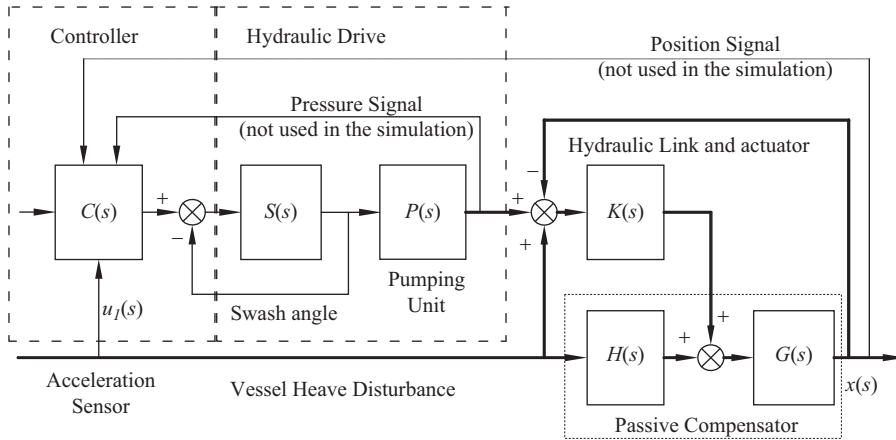 Controller
Hydraulic Drive
Position Signal
(not used in the simulation)
Pressure Signal
(not used in the simulation)
Hydraulic Link and actuator
−
C(s)
+
−
S(s)
P(s)
+
+
K(s)
Pumping
Unit
Swash angle
u1(s)
+
+
H(s)
G(s)
x(s)
Acceleration
Sensor
Vessel Heave Disturbance
Passive Compensator